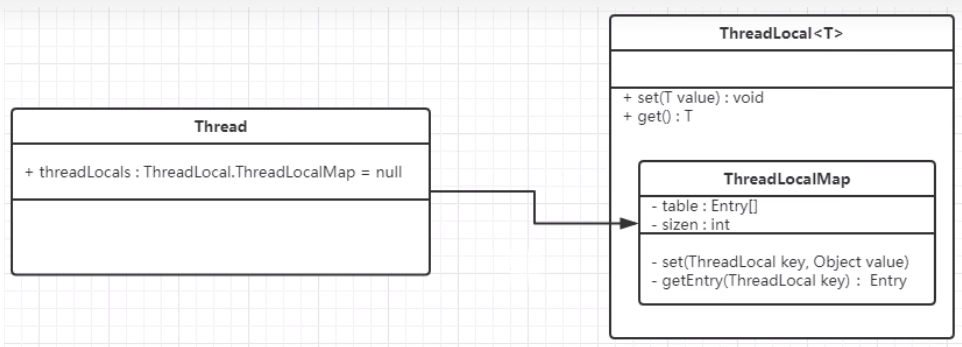 Thread
+ threadLocals : ThreadLocal.ThreadLocalMap = null
ThreadLocal<T>
+ set(T value) : void
+ get() : T
ThreadLocalMap
- table : Entry[]
- sizen : int
- set(ThreadLocal key, Object value)
- getEntry(ThreadLocal key) : Entry